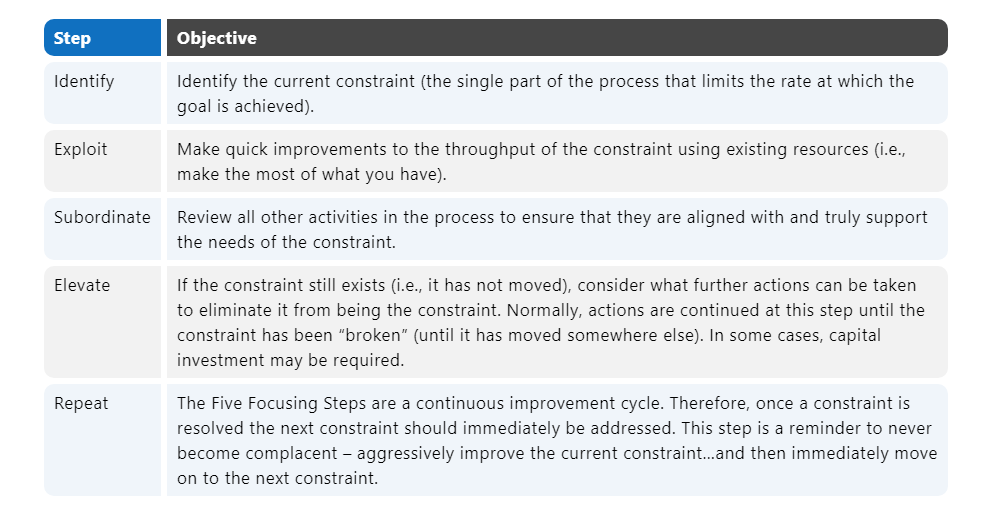 Step Objective
Identify Identify the current constraint (the single part of the process that limits the rate at which the
goal is achieved).
Exploit Make quick improvements to the throughput of the constraint using existing resources (i.e.,
make the most of what you have).
Subordinate Review all other activities in the process to ensure that they are aligned with and truly support
the needs of the constraint.
Elevate If the constraint still exists (i.e., it has not moved), consider what further actions can be taken
to eliminate it from being the constraint. Normally, actions are continued at this step until the
constraint has been “broken” (until it has moved somewhere else). In some cases, capital
investment may be required.
Repeat The Five Focusing Steps are a continuous improvement cycle. Therefore, once a constraint is
resolved the next constraint should immediately be addressed. This step is a reminder to never
become complacent – aggressively improve the current constraint...and then immediately move
on to the next constraint.